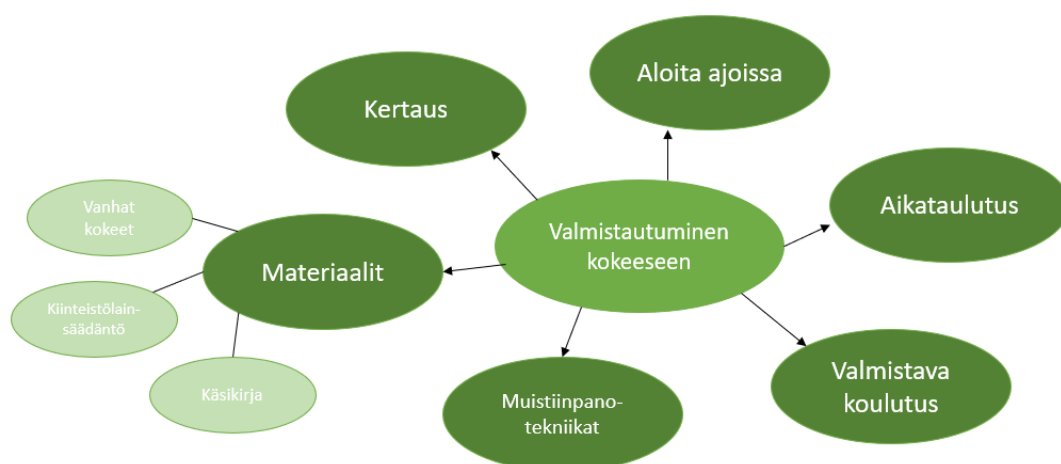 Aloita ajoissa
Kertaus
Aikataulutus
Vanhat
kokeet
Valmistautuminen
kokeeseen
Materiaalit
Kiinteistölain-
säädäntö
Käsikirja
Muistiinpano-
tekniikat
Valmistava
koulutus